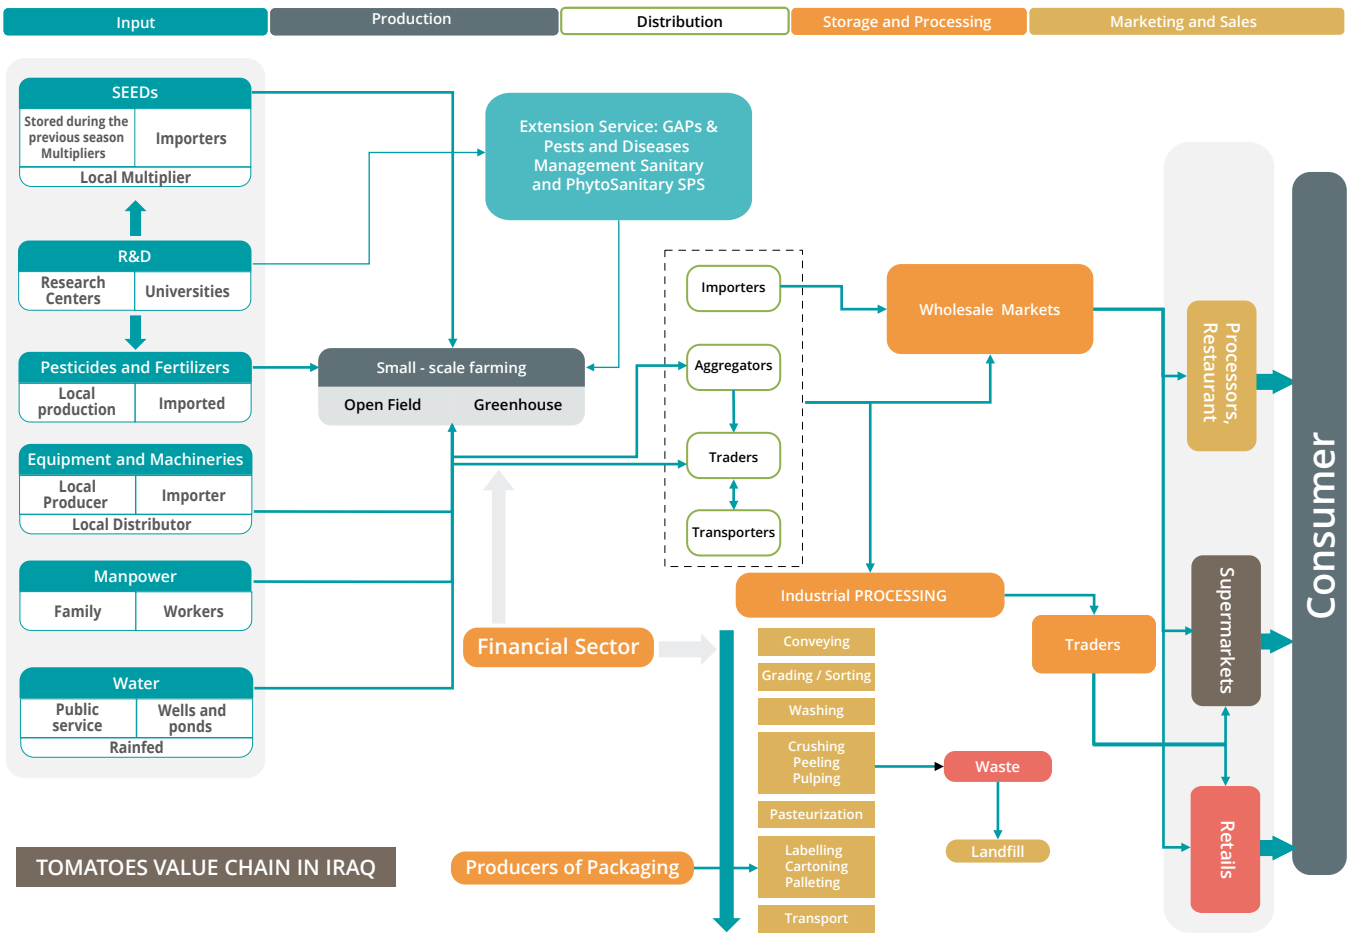 Input
Production
Distribution
Storage and Processing
Marketing and Sales
SEEDs
Stored during the
previous season
Multipliers
Importers
Local Multiplier
R&D
Research
Centers
Universities
Pesticides and Fertilizers
Local
production
Imported
Equipment and Machineries
Local
Producer
Importer
Local Distributor
Manpower
Family
Workers
Water
Public
service
Wells and
ponds
Rainfed
TOMATOES VALUE CHAIN IN IRAQ
Small - scale farming
Open Field
Greenhouse
Extension Service: GAPs &
Pests and Diseases
Management Sanitary
and PhytoSanitary SPS
Importers
Aggregators
Traders
Transporters
Financial Sector
Producers of Packaging
Wholesale Markets
Industrial PROCESSING
Conveying
Grading / Sorting
Washing
Crushing
Peeling
Pulping
Pasteurization
Labelling
Cartoning
Palleting
Transport
Waste
Landfill
Traders
Processors,
Restaurant
Supermarkets
Retails
Consumer